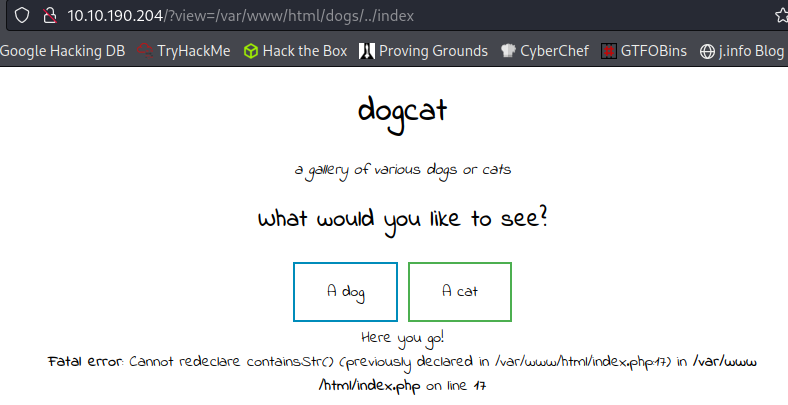 10.10.190.204/?view=/var/www/html/dogs/../index
Google Hacking DB TryHackMe Hack the Box Proving Grounds CyberChef GTFOBins j.info Blog
dogcat
a gallery of various dogs or cats
What would you like to see?
A dog A cat
Here you go!
Fatal error: Cannot redeclare containsStr() (previously declared in /var/www/html/index.php:17) in /var/www
/html/index.php on line 17